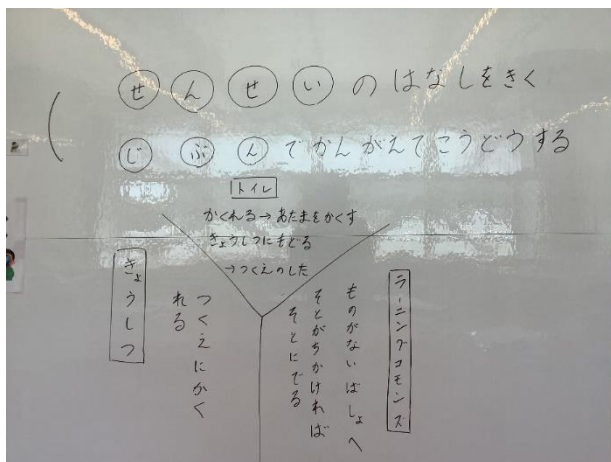 せんせいのはなしをきく
じぶんでかんがえてこうどうする
トイレ
かくれる→あたまをかくす
きょうしつにもどる
→つくえのした
きょうしつ
つくえにかく
れる
ラーニングコモンズ
ものがないばしょへ
そとがちかければ
そとにでる